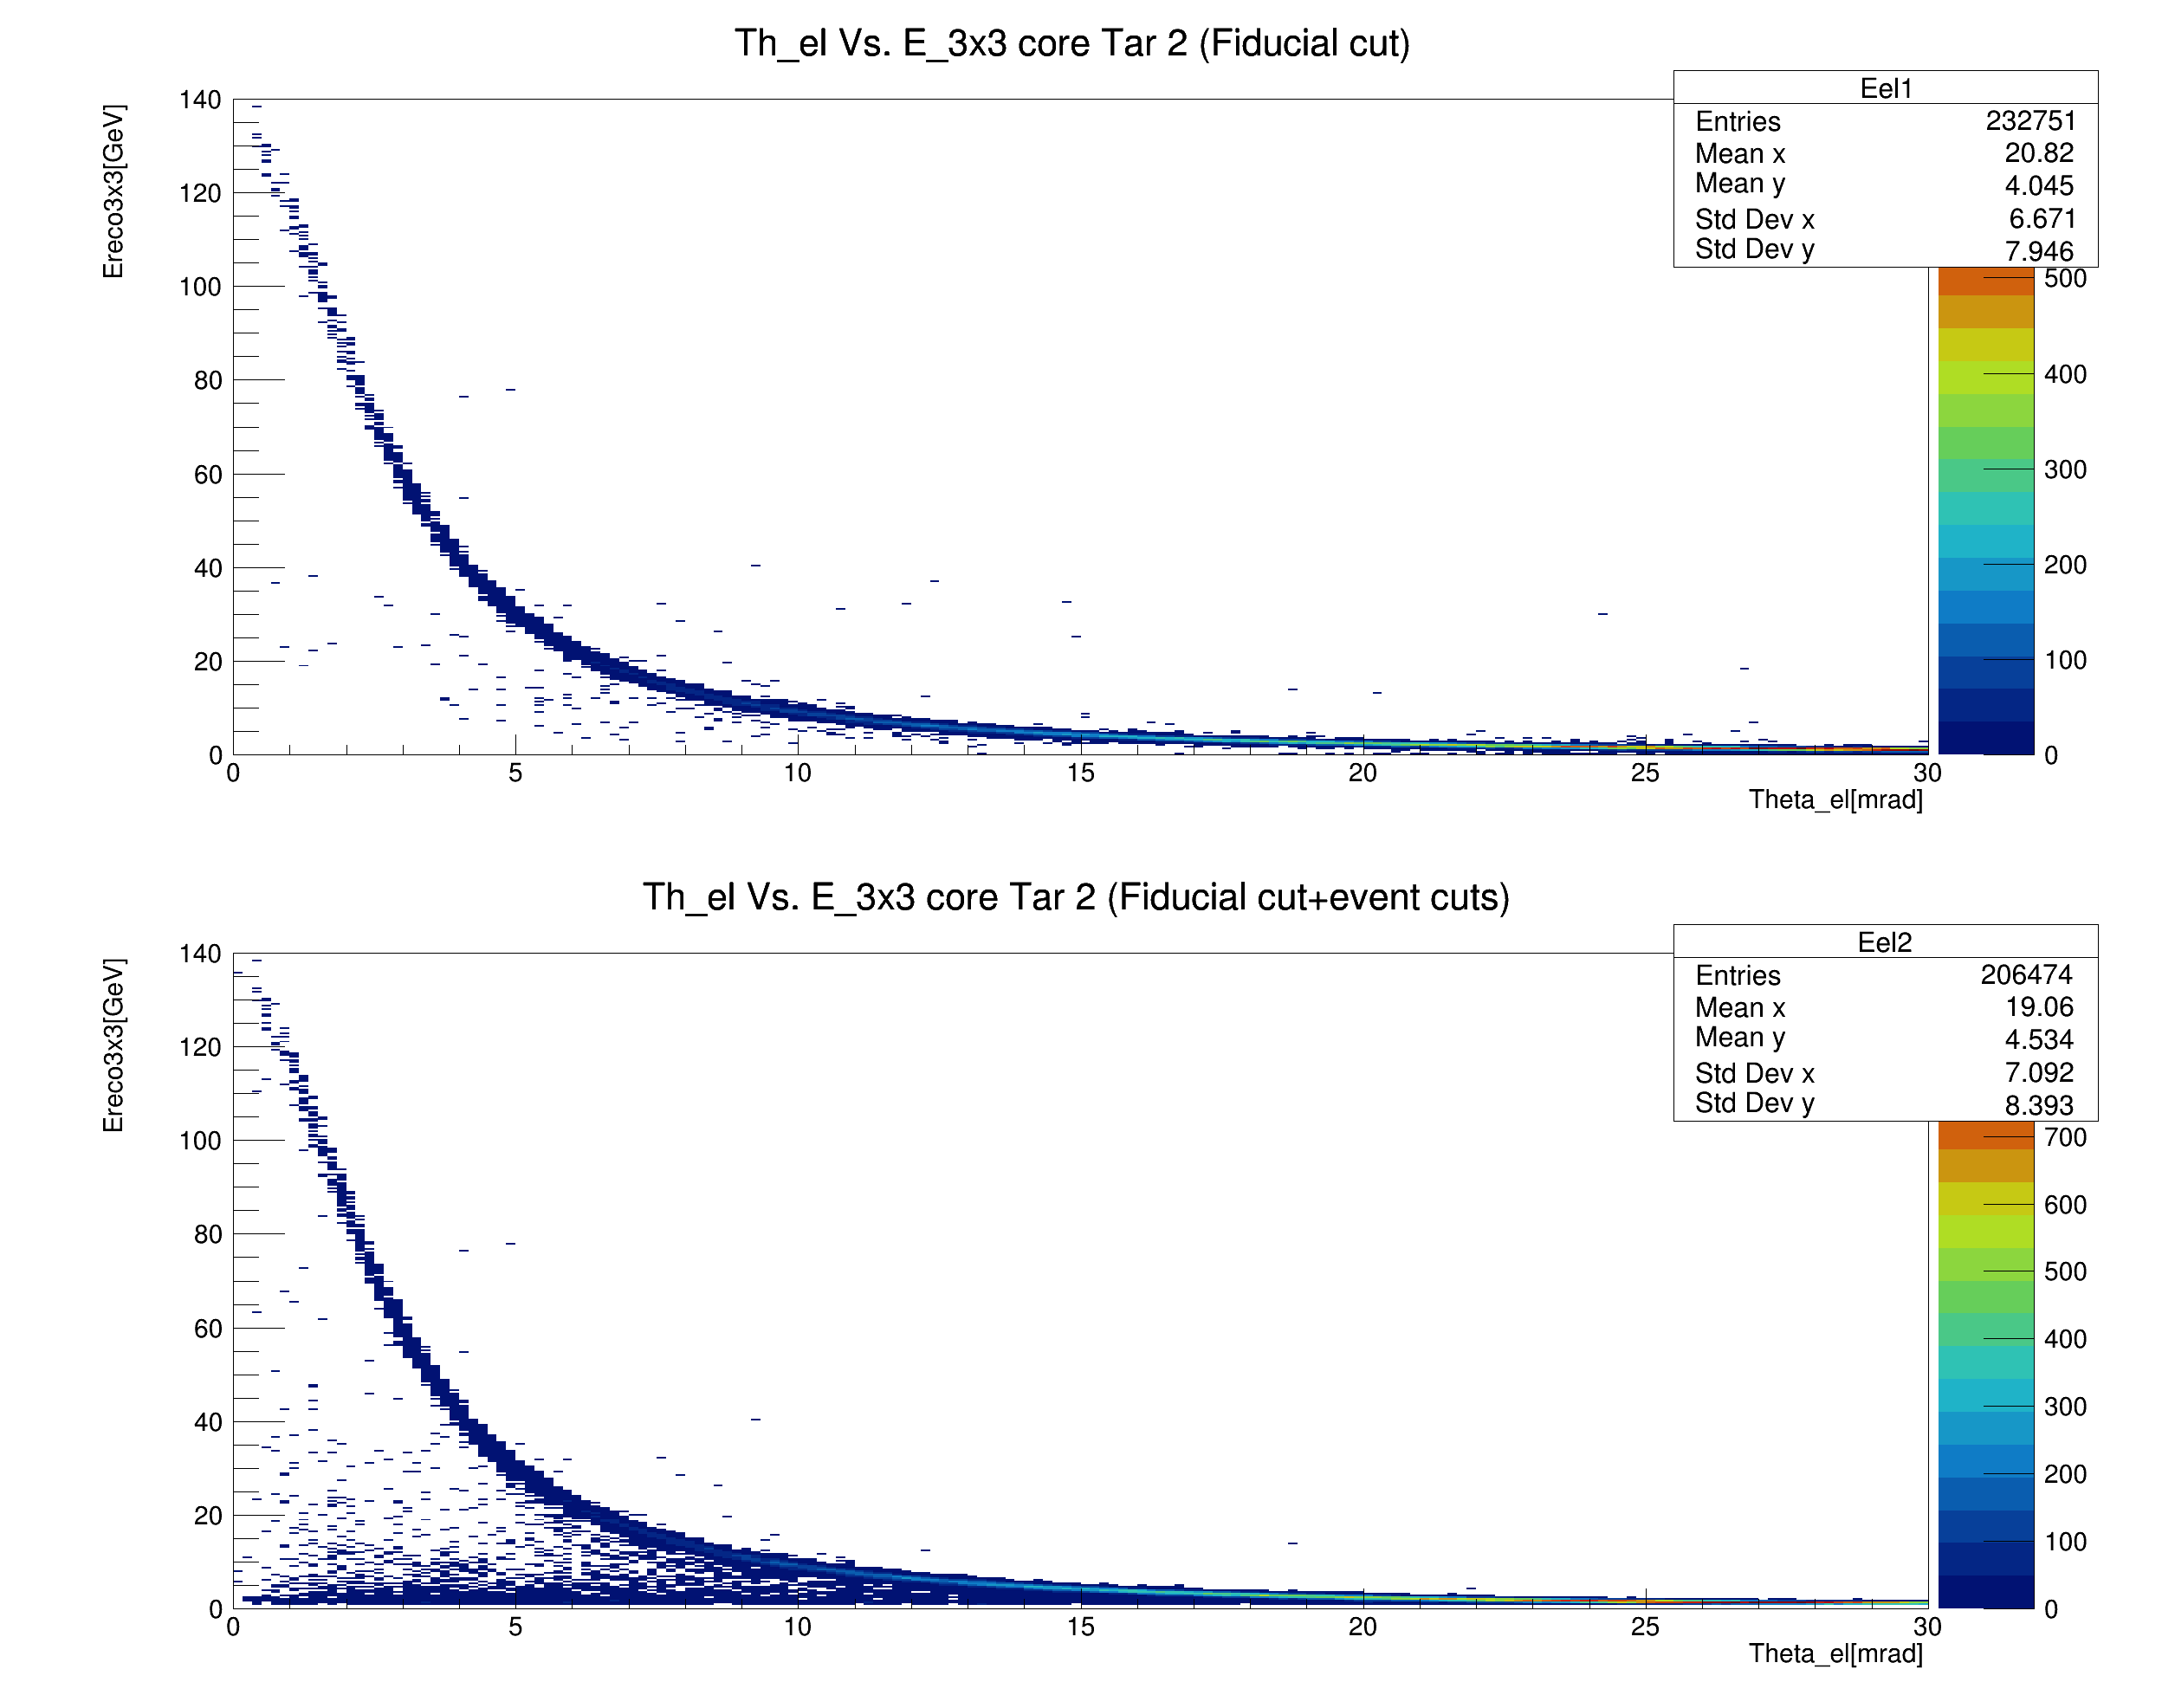 Th_el Vs. E_3x3 core Tar 2 (Fiducial cut)
Eel1
Entries 232751
Mean x 20.82
Mean y 4.045
Std Dev x 6.671
Std Dev y 7.946
Ereco3x3[GeV]
140
120
100
80
60
40
20
0
0 5 10 15 20 25 30
Theta_el[mrad]
500
400
300
200
100
0
Th_el Vs. E_3x3 core Tar 2 (Fiducial cut+event cuts)
Eel2
Entries 206474
Mean x 19.06
Mean y 4.534
Std Dev x 7.092
Std Dev y 8.393
Ereco3x3[GeV]
140
120
100
80
60
40
20
0
0 5 10 15 20 25 30
Theta_el[mrad]
700
600
500
400
300
200
100
0